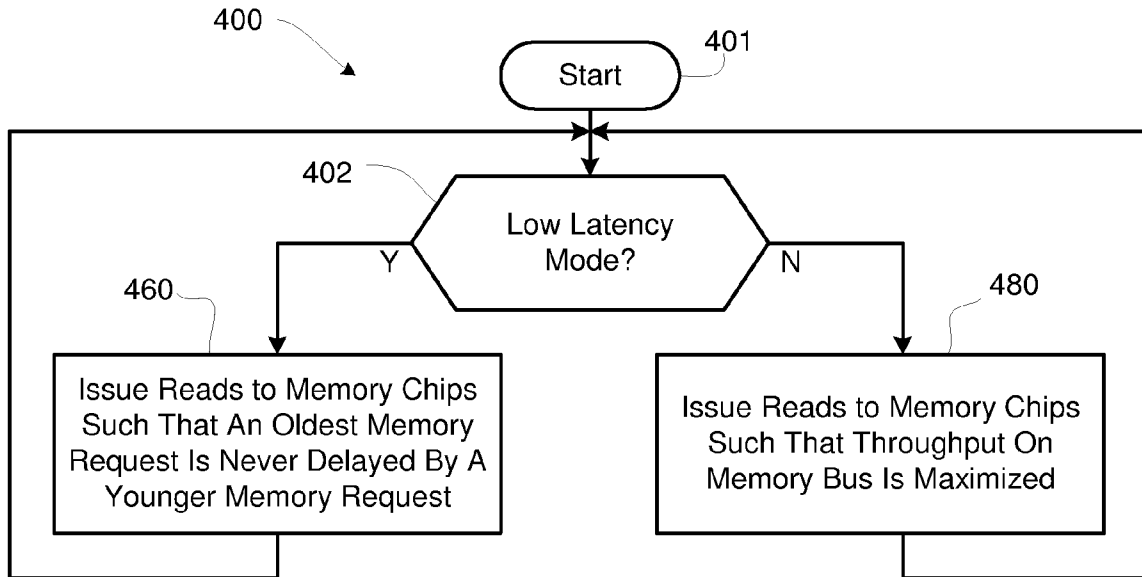 400
401
Start
402
Low Latency
Mode?
Y
N
460
480
Issue Reads to Memory Chips
Such That An Oldest Memory
Request Is Never Delayed By A
Younger Memory Request
Issue Reads to Memory Chips
Such That Throughput On
Memory Bus Is Maximized